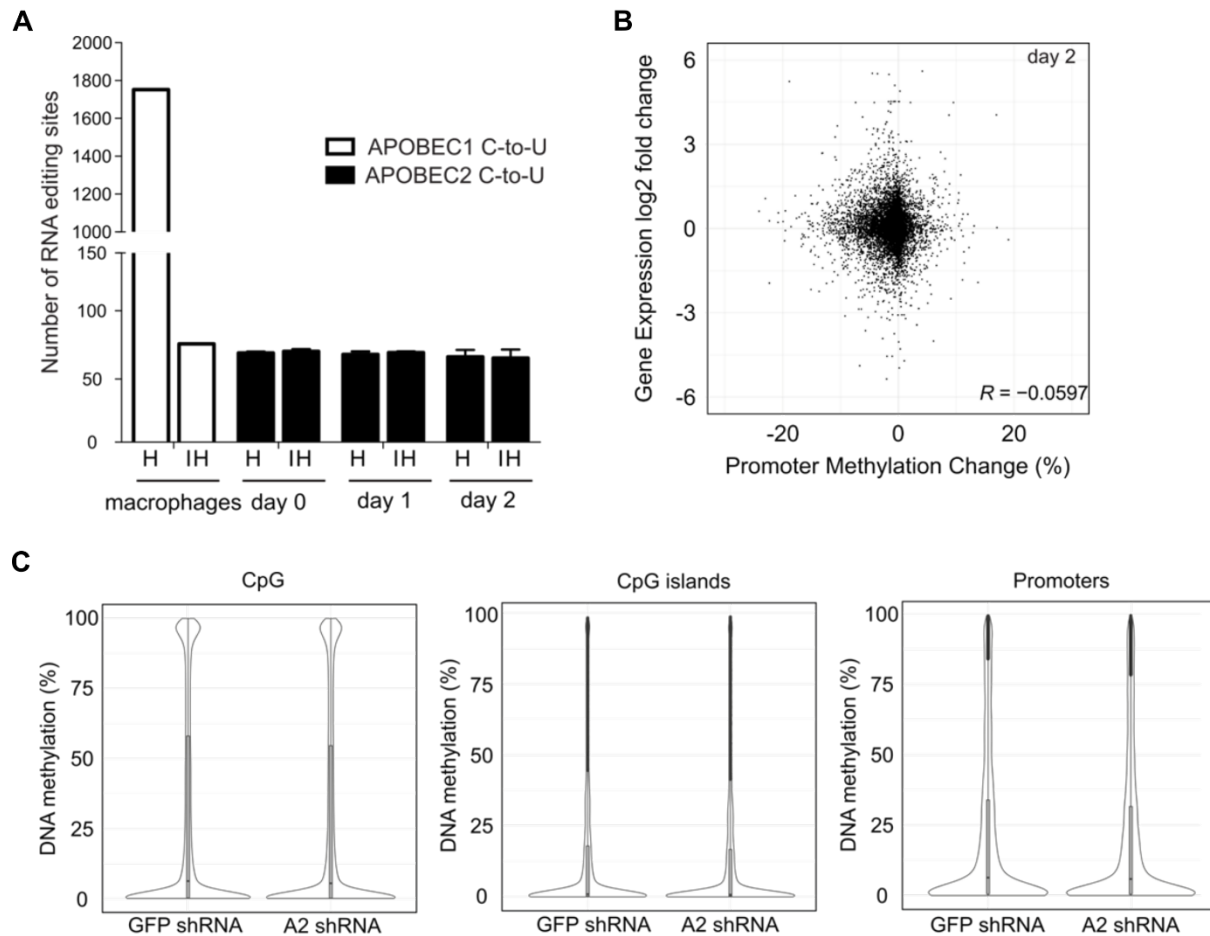 A
Number of RNA editing sites
2000
1800
1600
1400
1200
1000
150
100
50
0
APOBEC1 C-to-U
APOBEC2 C-to-U
H IH H IH H IH H IH
macrophages day 0 day 1 day 2
B
day 2
Gene Expression log2 fold change
6
3
0
-3
-6
R = −0.0597
-20 0 20
Promoter Methylation Change (%)
C
CpG
DNA methylation (%)
100
75
50
25
0
GFP shRNA A2 shRNA
CpG islands
DNA methylation (%)
100
75
50
25
0
GFP shRNA A2 shRNA
Promoters
DNA methylation (%)
100
75
50
25
0
GFP shRNA A2 shRNA